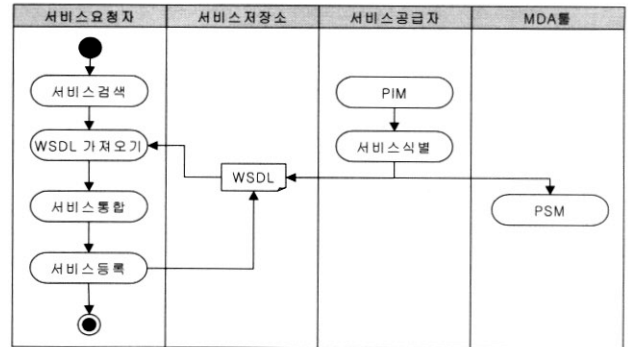 서비스요청자
서비스저장소
서비스공급자
MDA툴
서비스검색
PIM
WSDL 가져오기
서비스식별
WSDL
서비스통합
PSM
서비스등록